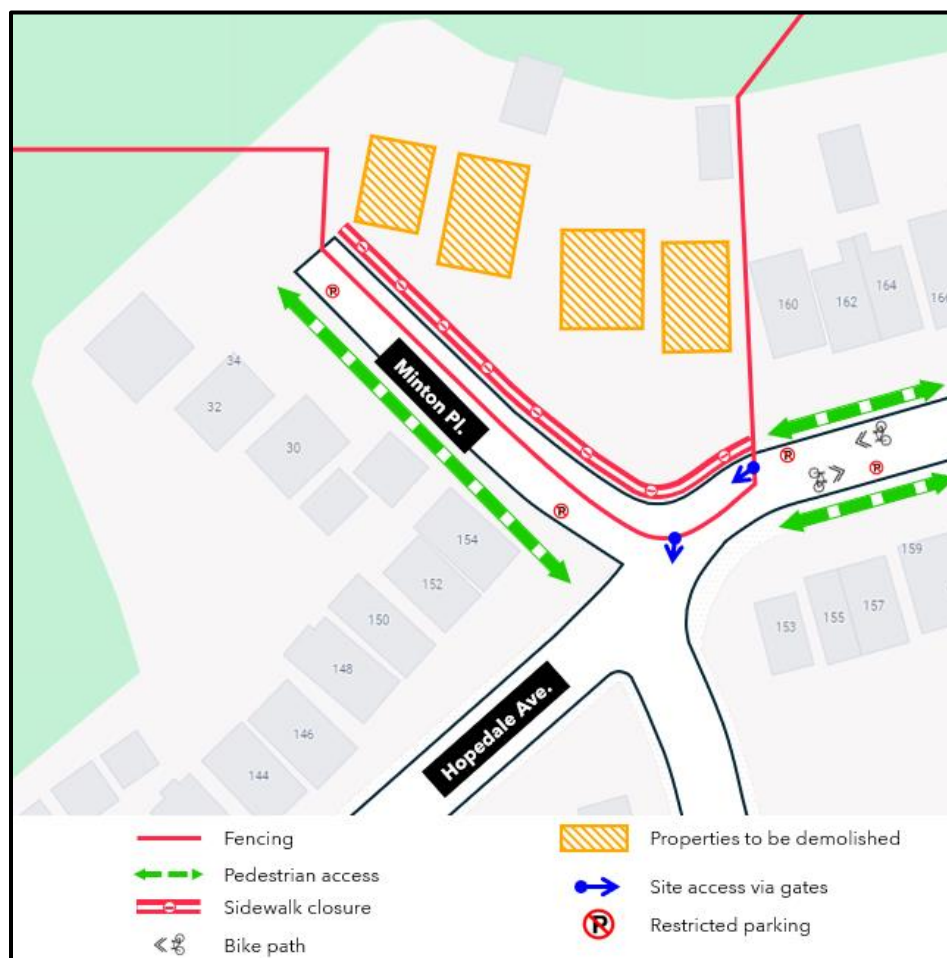 34
32
30
154
152
150
148
146
144
160
162
164
166
159
157
155
153
Minton Pl.
Hopedale Ave.
Fencing
Pedestrian access
Sidewalk closure
Bike path
Properties to be demolished
Site access via gates
P Restricted parking